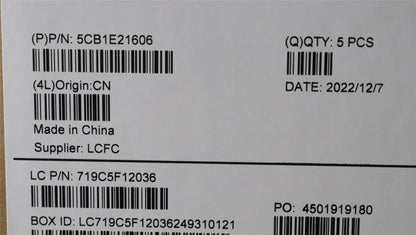 (P)P/N: 5CB1E21606
(Q)QTY: 5 PCS
(4L)Origin:CN
DATE: 2022/12/7
Made in China
Supplier: LCFC
LC P/N: 719C5F12036
PO: 4501919180
BOX ID: LC719C5F12036249310121